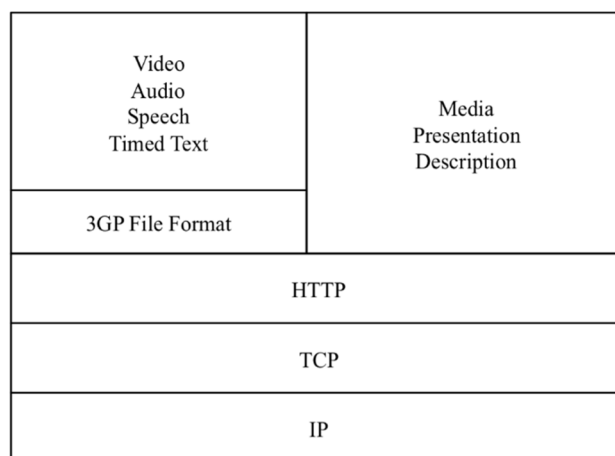 Video
Audio
Speech
Timed Text
Media
Presentation
Description
3GP File Format
HTTP
TCP
IP